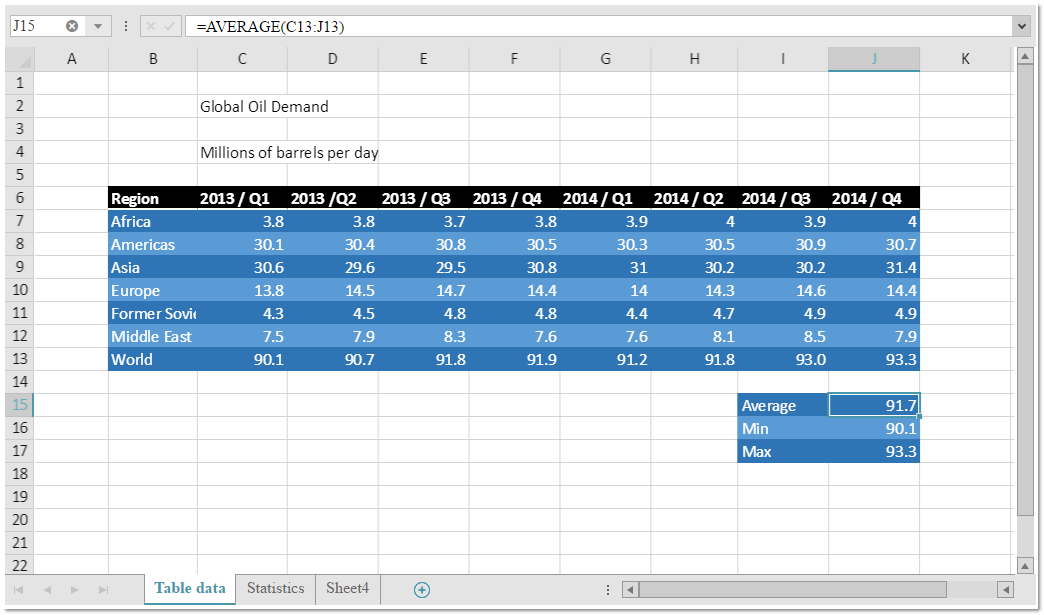 J15 =AVERAGE(C13:J13)
A B C D E F G H I J K
1
2 Global Oil Demand
3
4 Millions of barrels per day
5
6 Region 2013 / Q1 2013 /Q2 2013 / Q3 2013 / Q4 2014 / Q1 2014 / Q2 2014 / Q3 2014 / Q4
7 Africa 3.8 3.8 3.7 3.8 3.9 4 3.9 4
8 Americas 30.1 30.4 30.8 30.5 30.3 30.5 30.9 30.7
9 Asia 30.6 29.6 29.5 30.8 31 30.2 30.2 31.4
10 Europe 13.8 14.5 14.7 14.4 14 14.3 14.6 14.4
11 Former Sovi 4.3 4.5 4.8 4.8 4.4 4.7 4.9 4.9
12 Middle East 7.5 7.9 8.3 7.6 7.6 8.1 8.5 7.9
13 World 90.1 90.7 91.8 91.9 91.2 91.8 93.0 93.3
14
15 Average 91.7
16 Min 90.1
17 Max 93.3
18
19
20
21
22
Table data Statistics Sheet4